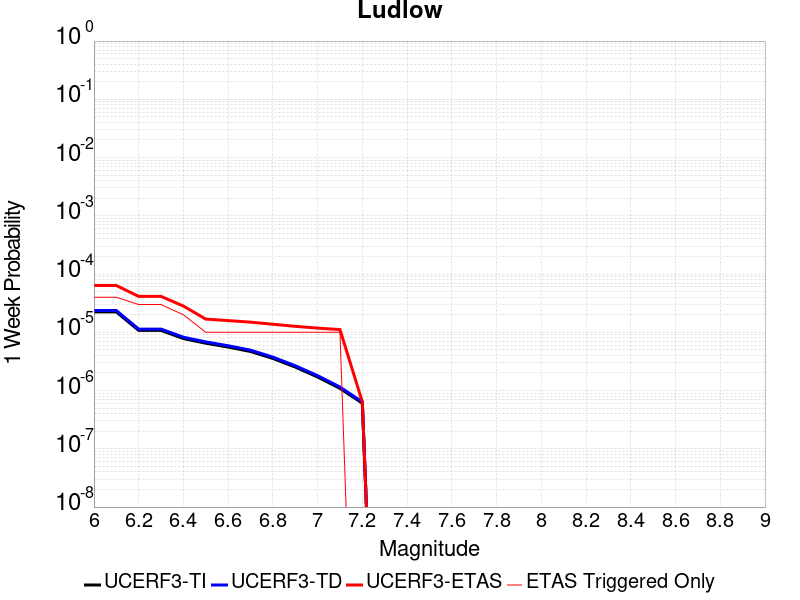 Ludlow
10^0
10^-1
10^-2
10^-3
10^-4
10^-5
10^-6
10^-7
10^-8
1 Week Probability
6 6.2 6.4 6.6 6.8 7 7.2 7.4 7.6 7.8 8 8.2 8.4 8.6 8.8 9
Magnitude
UCERF3-TI UCERF3-TD UCERF3-ETAS ETAS Triggered Only